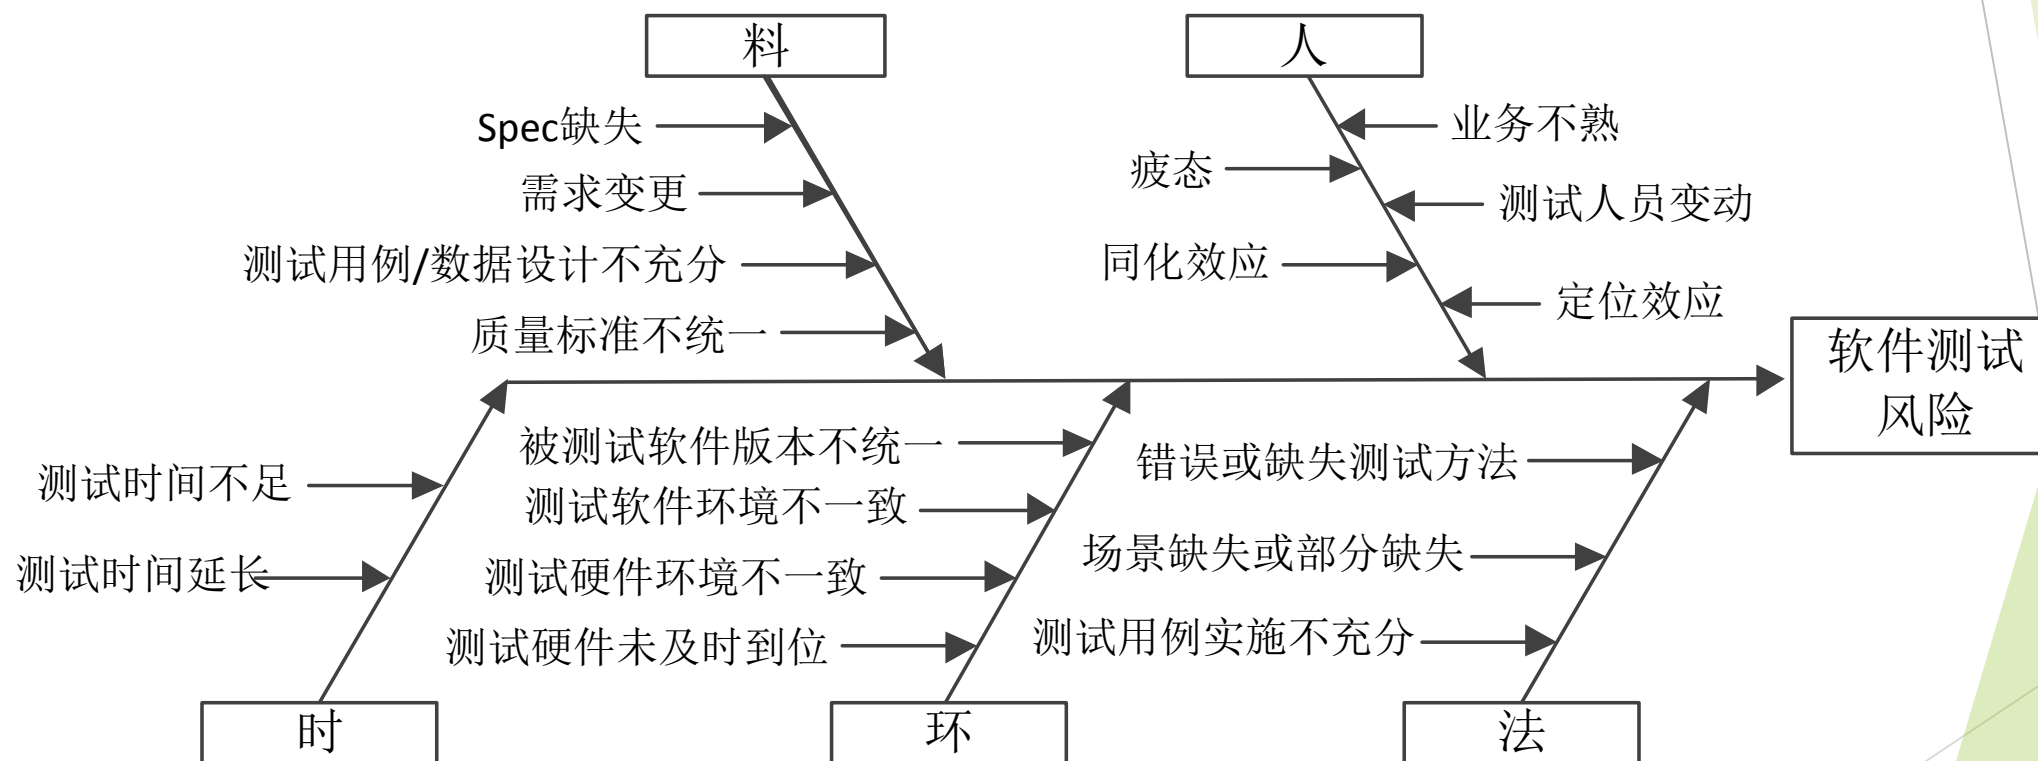 料
人
Spec缺失
需求变更
测试用例/数据设计不充分
质量标准不统一
业务不熟
疲态
测试人员变动
同化效应
定位效应
软件测试
风险
测试时间不足
测试时间延长
被测试软件版本不统一
测试软件环境不一致
测试硬件环境不一致
测试硬件未及时到位
错误或缺失测试方法
场景缺失或部分缺失
测试用例实施不充分
时
环
法